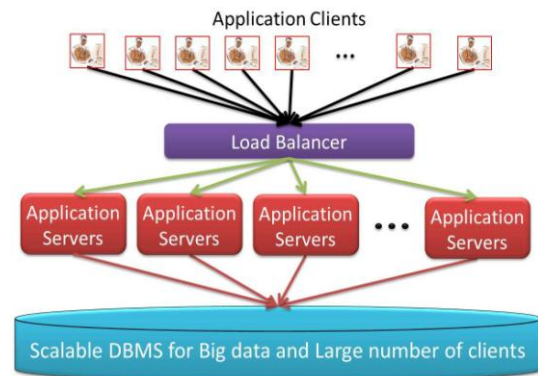 Application Clients
...
Load Balancer
Application
Servers
Application
Servers
Application
Servers
...
Application
Servers
Scalable DBMS for Big data and Large number of clients